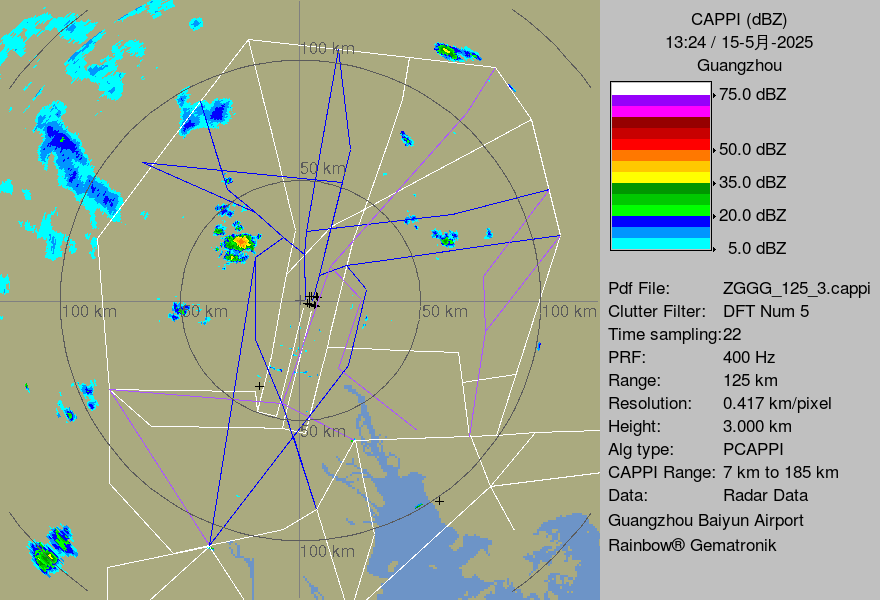 CAPPI (dBZ)
13:24 / 15-5月-2025
Guangzhou
75.0 dBZ
50.0 dBZ
35.0 dBZ
20.0 dBZ
5.0 dBZ
Pdf File: ZGGG_125_3.cappi
Clutter Filter: DFT Num 5
Time sampling:22
PRF: 400 Hz
Range: 125 km
Resolution: 0.417 km/pixel
Height: 3.000 km
Alg type: PCAPPI
CAPPI Range: 7 km to 185 km
Data: Radar Data
Guangzhou Baiyun Airport
Rainbow® Gematronik
100 km
50 km
100 km
50 km
50 km
100 km
50 km
100 km